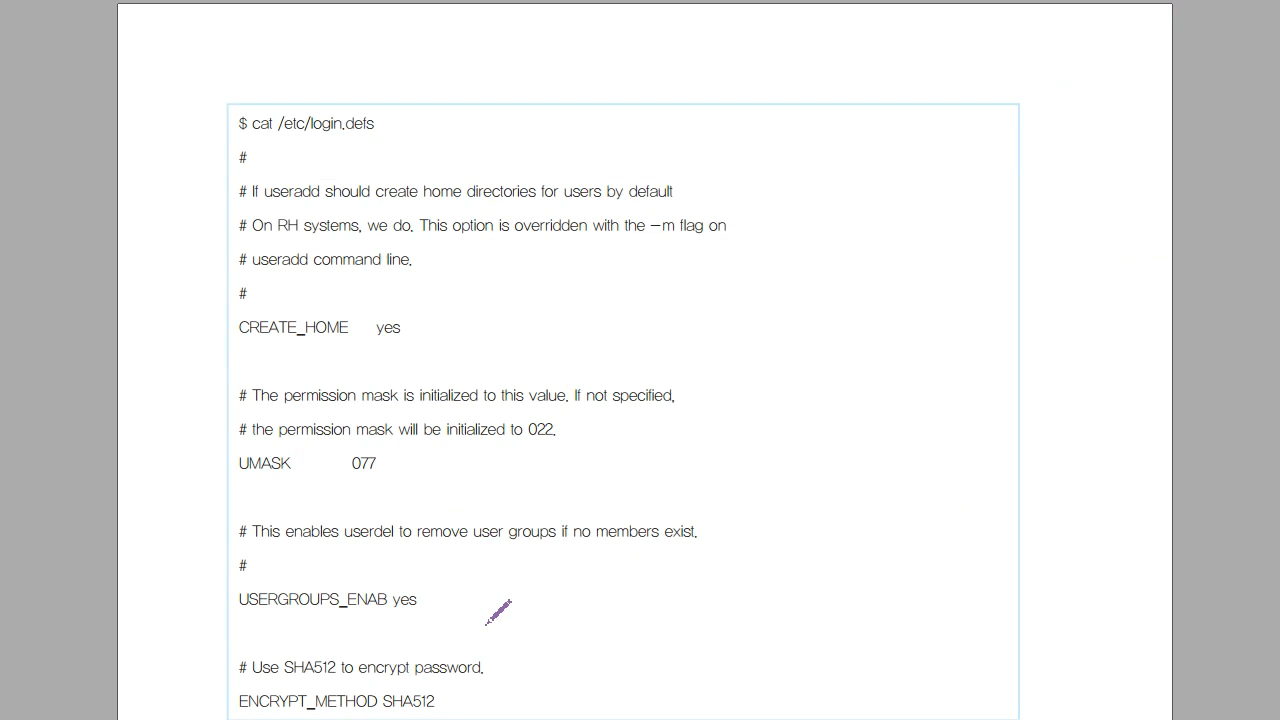 $ cat /etc/login.defs
#
# If useradd should create home directories for users by default
# On RH systems, we do. This option is overridden with the -m flag on
# useradd command line.
#
CREATE_HOME yes
# The permission mask is initialized to this value. If not specified,
# the permission mask will be initialized to 022.
UMASK 077
# This enables userdel to remove user groups if no members exist.
#
USERGROUPS_ENAB yes
# Use SHA512 to encrypt password.
ENCRYPT_METHOD SHA512